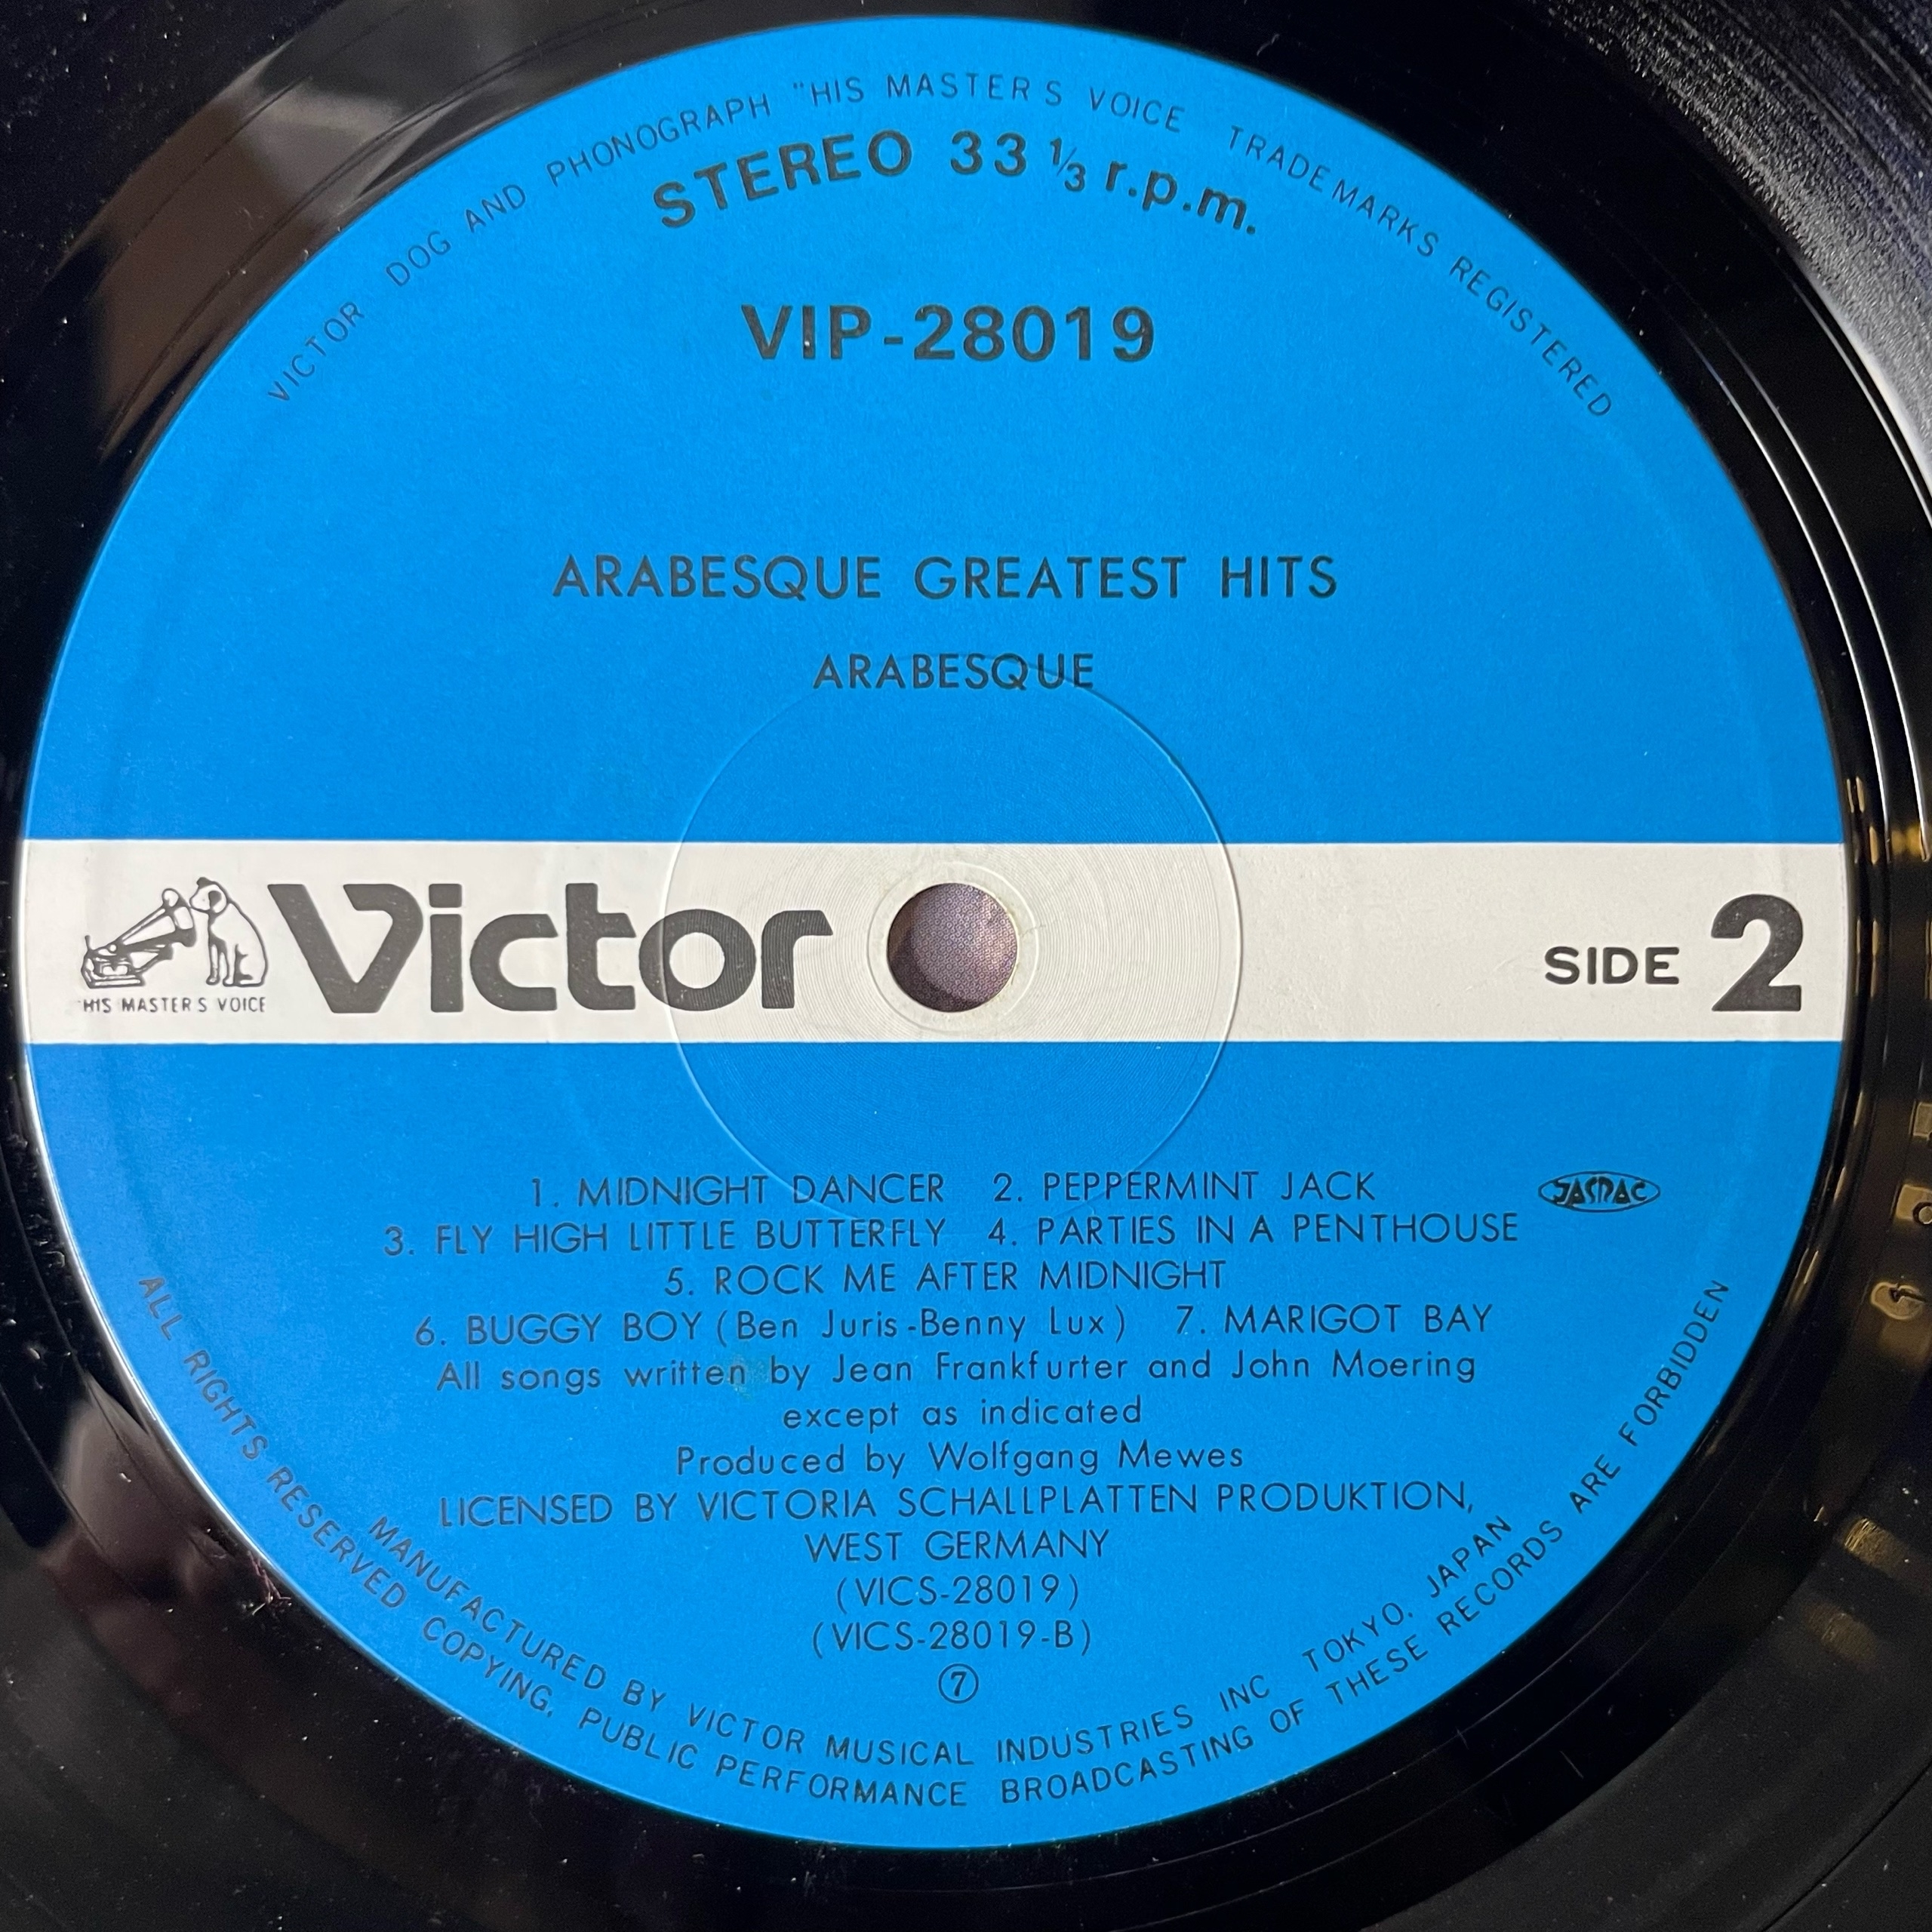 VICTOR DOG AND PHONOGRAPH "HIS MASTER'S VOICE TRADEMARKS REGISTERED
STEREO 33 1/3 r.p.m.
VIP-28019
ARABESQUE GREATEST HITS
ARABESQUE
Victor
"HIS MASTER'S VOICE
SIDE 2
1. MIDNIGHT DANCER 2. PEPPERMINT JACK
JASRAC
3. FLY HIGH LITTLE BUTTERFLY 4. PARTIES IN A PENTHOUSE
5. ROCK ME AFTER MIDNIGHT
6. BUGGY BOY (Ben Juris-Benny Lux) 7. MARIGOT BAY
All songs written by Jean Frankfurter and John Moering
except as indicated
Produced by Wolfgang Mewes
LICENSED BY VICTORIA SCHALLPLATTEN PRODUKTION,
WEST GERMANY
(VICS-28019)
(VICS-28019-B)
⑦
MANUFACTURED BY VICTOR MUSICAL INDUSTRIES INC TOKYO, JAPAN
ALL RIGHTS RESERVED COPYING, PUBLIC PERFORMANCE BROADCASTING OF THESE RECORDS ARE FORBIDDEN